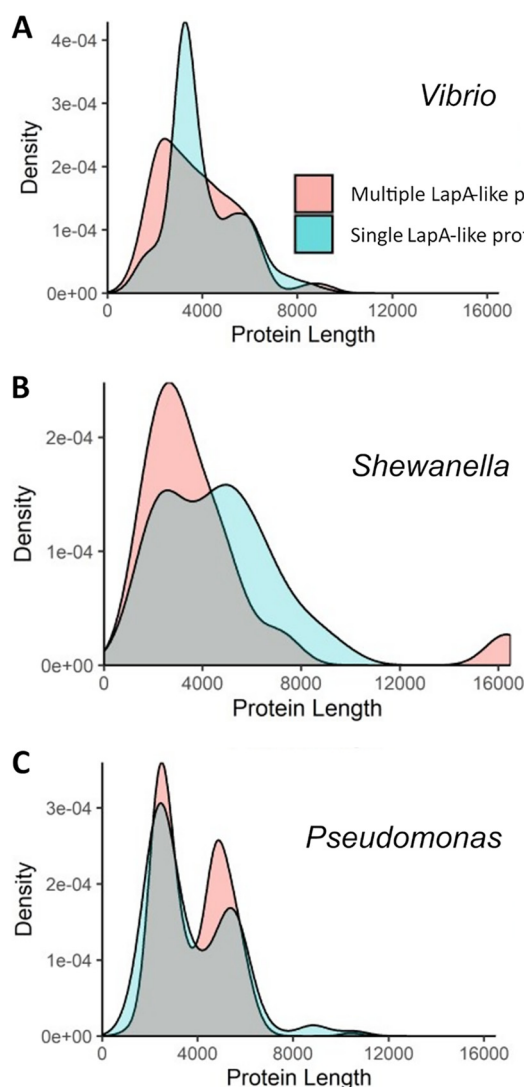 A
Vibrio
4e-04
3e-04
2e-04
1e-04
0e+00
Density
Multiple LapA-like p
Single LapA-like prot
0 4000 8000 12000 16000
Protein Length
B
Shewanella
2e-04
1e-04
0e+00
Density
0 4000 8000 12000 16000
Protein Length
C
Pseudomonas
3e-04
2e-04
1e-04
0e+00
Density
0 4000 8000 12000 16000
Protein Length